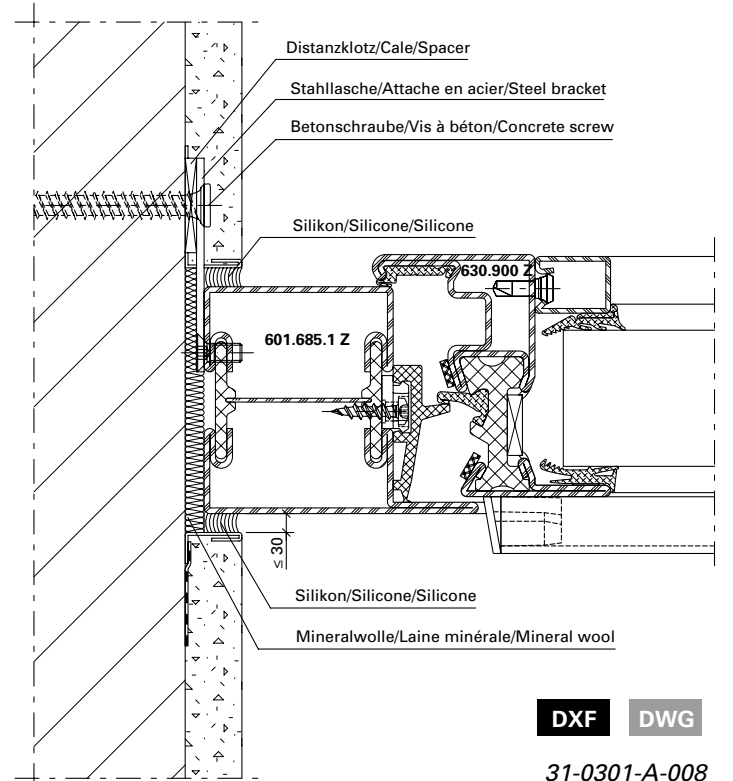 Distanzklotz/Cale/Spacer
Stahllasche/Attache en acier/Steel bracket
Betonschraube/Vis à béton/Concrete screw
Silikon/Silicone/Silicone
630.900 Z
601.685.1 Z
≤ 30
Silikon/Silicone/Silicone
Mineralwolle/Laine minérale/Mineral wool
DXF DWG
31-0301-A-008